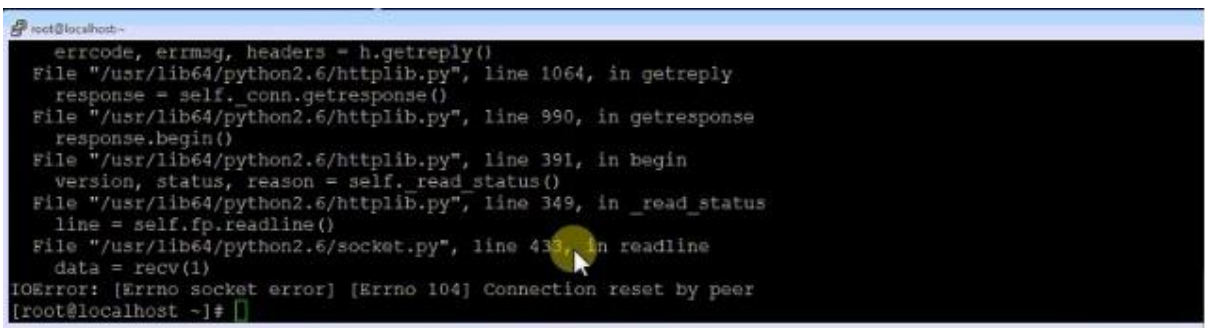 root@localhost:~
errcode, errmsg, headers = h.getreply()
File "/usr/lib64/python2.6/httplib.py", line 1064, in getreply
response = self._conn.getresponse()
File "/usr/lib64/python2.6/httplib.py", line 990, in getresponse
response.begin()
File "/usr/lib64/python2.6/httplib.py", line 391, in begin
version, status, reason = self._read_status()
File "/usr/lib64/python2.6/httplib.py", line 349, in _read_status
line = self.fp.readline()
File "/usr/lib64/python2.6/socket.py", line 433, in readline
data = recv(1)
IOError: [Errno socket error] [Errno 104] Connection reset by peer
[root@localhost ~]#